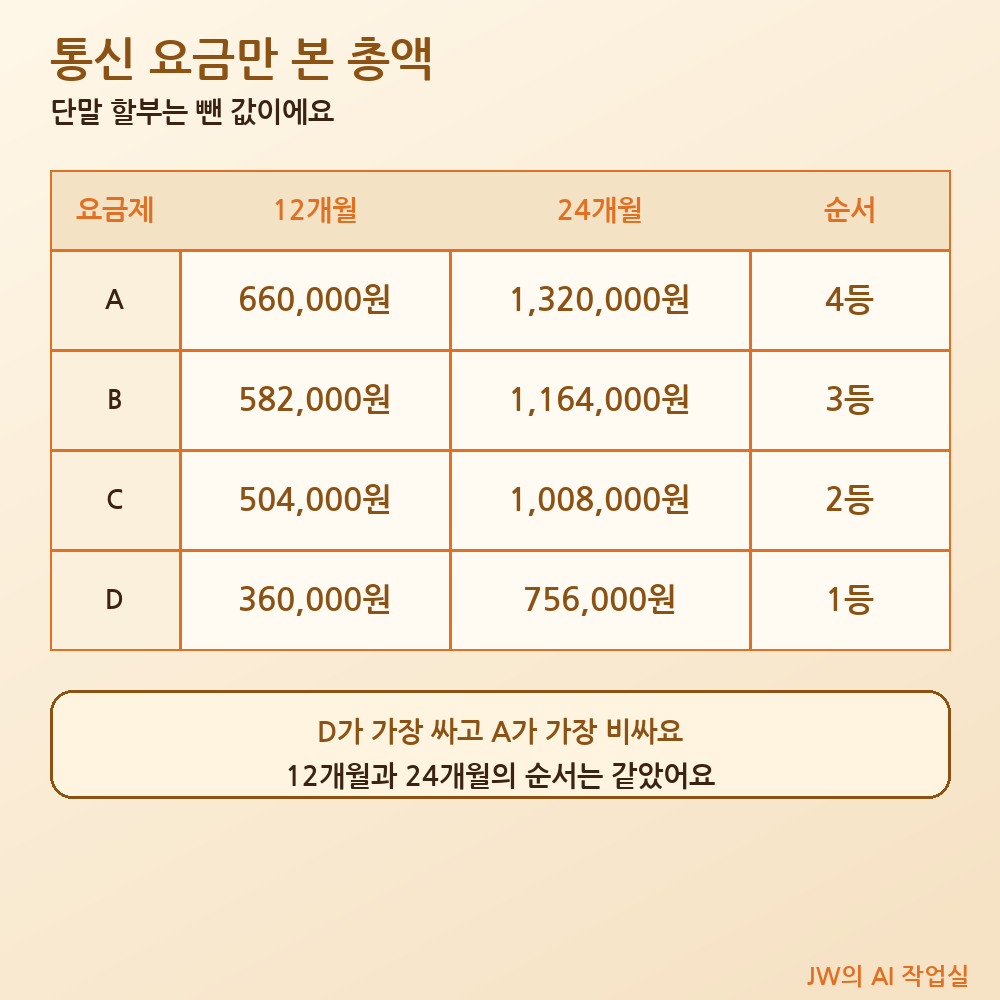 통신 요금만 본 총액
단말 할부는 뺀 값이에요
요금제 12개월 24개월 순서
A 660,000원 1,320,000원 4등
B 582,000원 1,164,000원 3등
C 504,000원 1,008,000원 2등
D 360,000원 756,000원 1등
D가 가장 싸고 A가 가장 비싸요
12개월과 24개월의 순서는 같았어요
JW의 AI 작업실